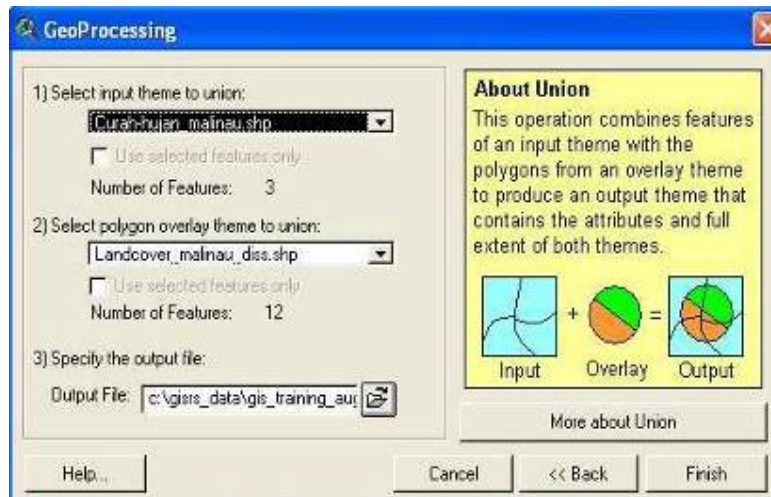 GeoProcessing
1) Select input theme to union:
Curah-hujan_malinau.shp
Use selected features only
Number of Features: 3
2) Select polygon overlay theme to union:
Landcover_malinau_diss.shp
Use selected features only
Number of Features: 12
3) Specify the output file:
Output File: c:\gisrs_data\gis_training_aug
About Union
This operation combines features
of an input theme with the
polygons from an overlay theme
to produce an output theme that
contains the attributes and full
extent of both themes.
+ =
Input Overlay Output
More about Union
Help... Cancel << Back Finish